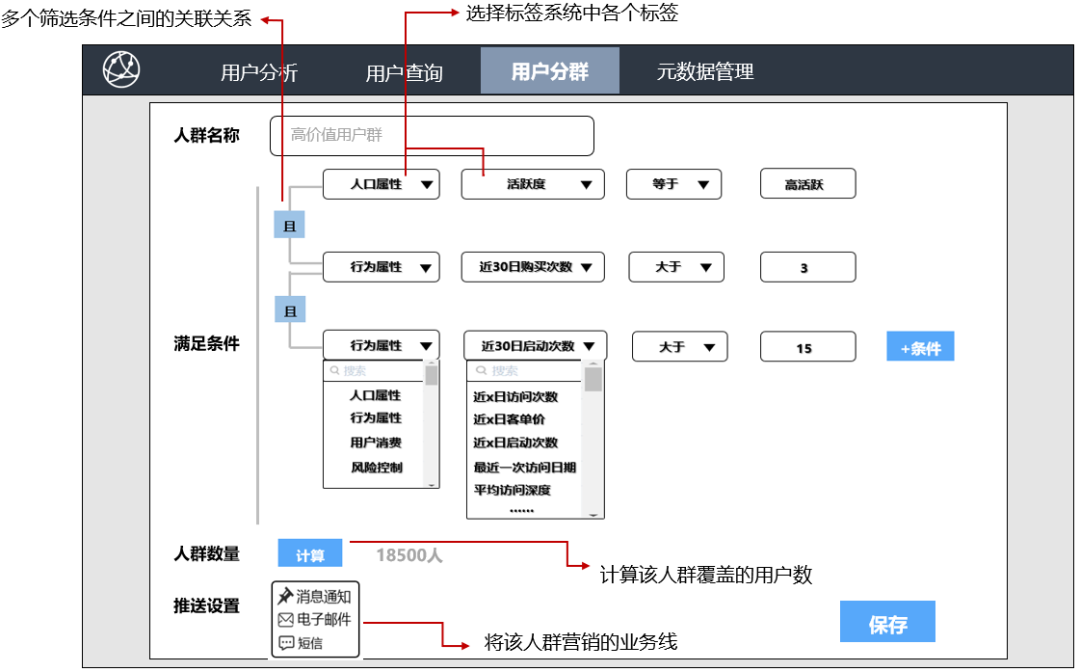 多个筛选条件之间的关联关系
选择标签系统中各个标签
用户分析 用户查询 用户分群 元数据管理
人群名称 高价值用户群
人口属性 活跃度 等于 高活跃
且
行为属性 近30日购买次数 大于 3
且
满足条件 行为属性 近30日启动次数 大于 15 +条件
搜索 搜索
人口属性 近x日访问次数
行为属性 近x日客单价
用户消费 近x日启动次数
风险控制 最近一次访问日期
平均访问深度
......
人群数量 计算 18500人
计算该人群覆盖的用户数
推送设置 消息通知
电子邮件
短信
将该人群营销的业务线
保存